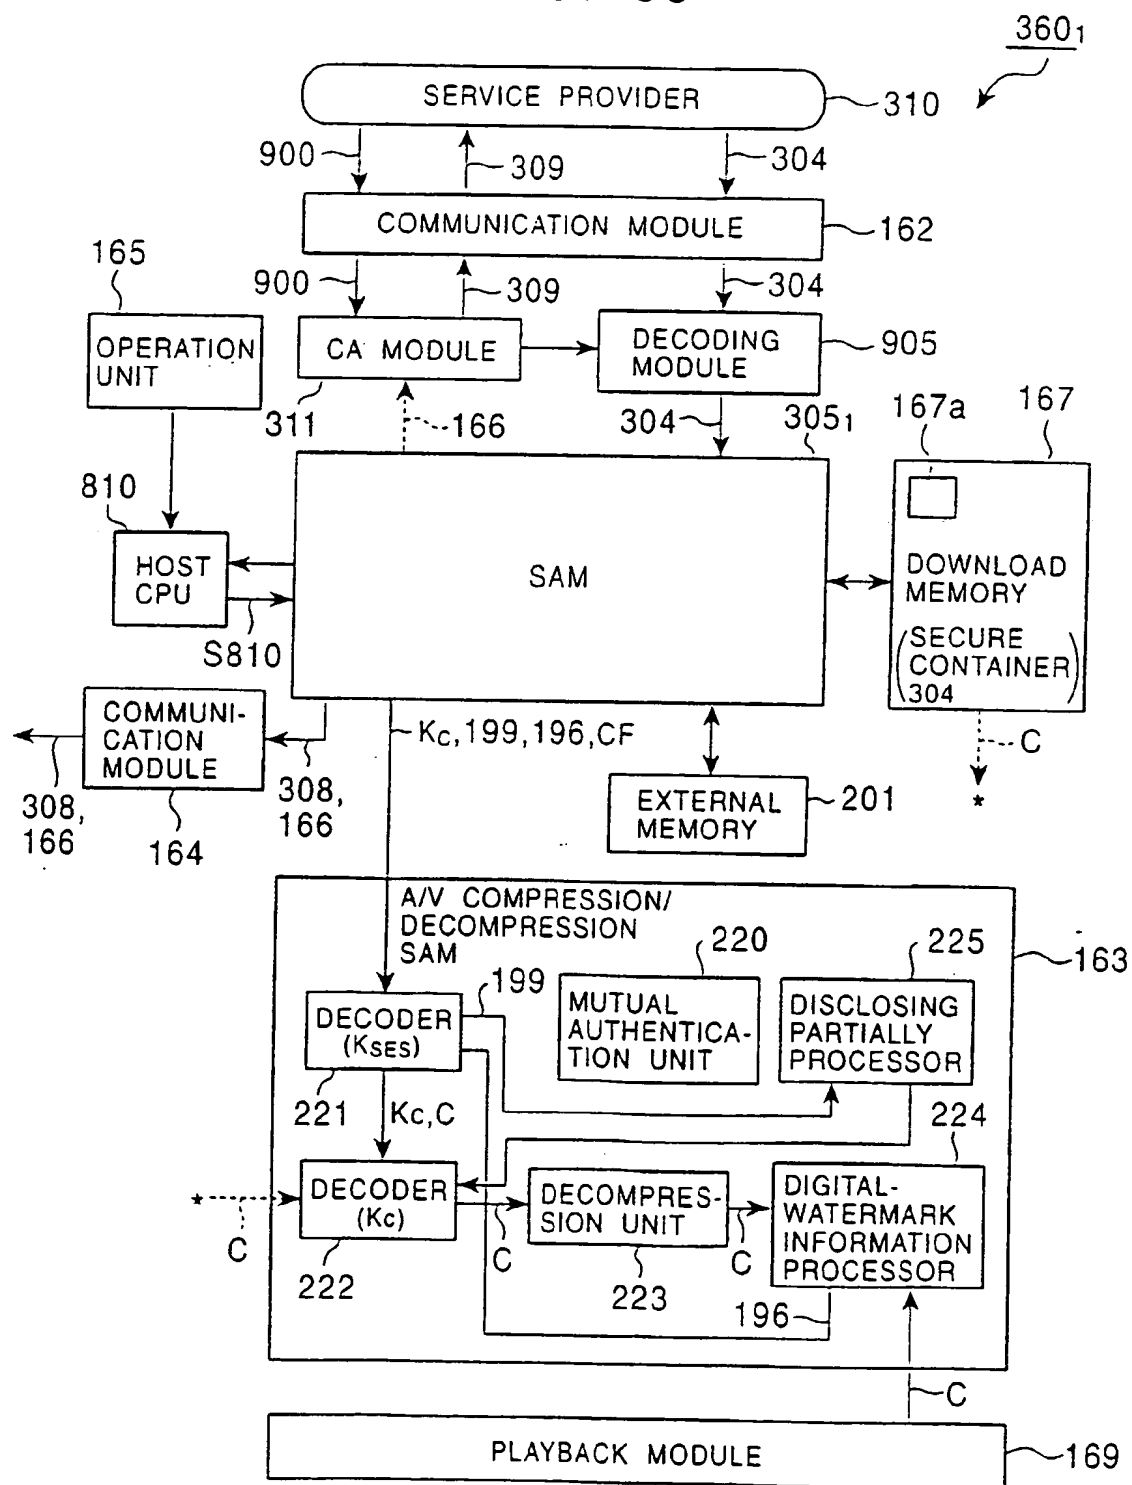 360₁
SERVICE PROVIDER
310
900
309
304
COMMUNICATION MODULE
162
165
900
309
304
OPERATION
UNIT
CA MODULE
DECODING
MODULE
905
311
166
304
305₁
167a
167
810
HOST
CPU
S810
SAM
DOWNLOAD
MEMORY
(SECURE
CONTAINER)
304
COMMUNI-
CATION
MODULE
Kc,199,196,CF
C
*
308,
166
308,
166
164
EXTERNAL
MEMORY
201
A/V COMPRESSION/
DECOMPRESSION
SAM
163
220
225
199
DECODER
(KSES)
MUTUAL
AUTHENTICA-
TION UNIT
DISCLOSING
PARTIALLY
PROCESSOR
221
Kc,C
224
*
C
DECODER
(Kc)
222
C
DECOMPRES-
SION UNIT
223
C
DIGITAL-
WATERMARK
INFORMATION
PROCESSOR
196
C
PLAYBACK MODULE
169